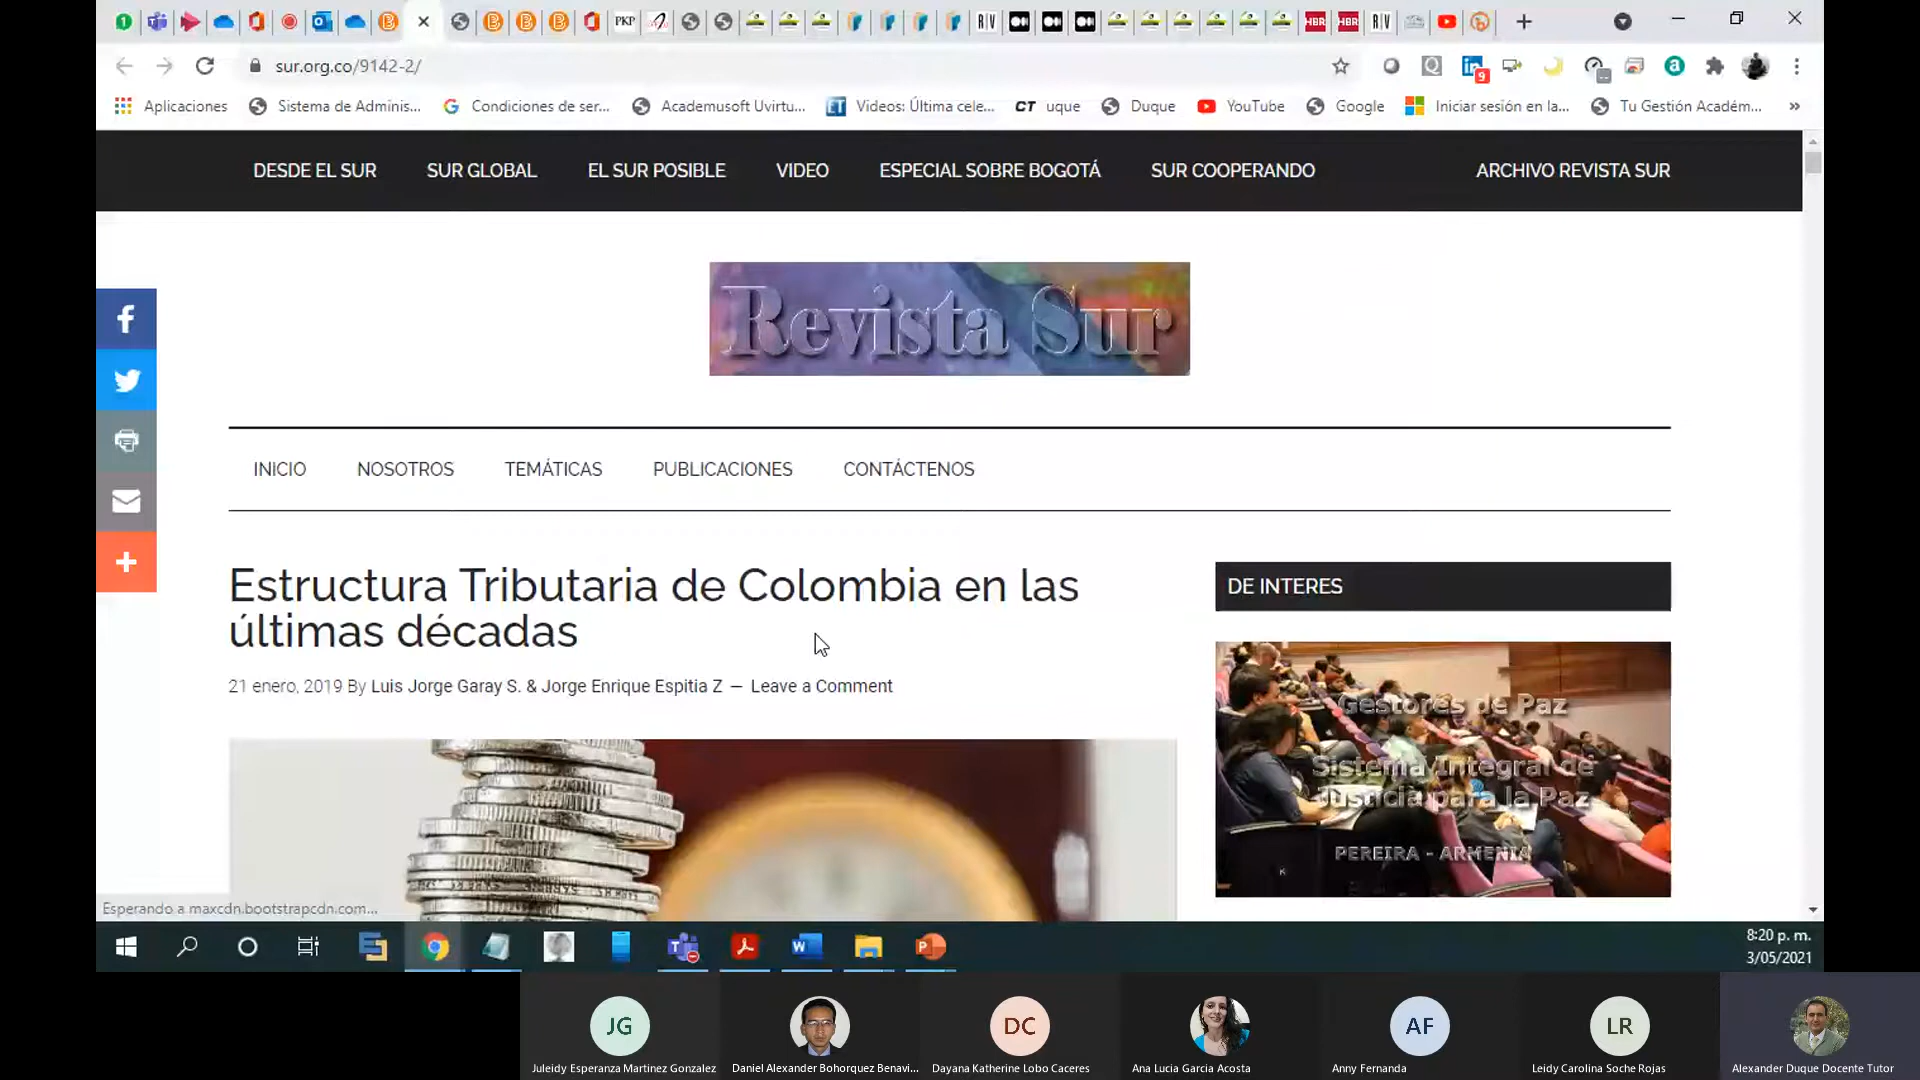 sur.org.co/9142-2/
Aplicaciones
Sistema de Adminis...
Condiciones de ser...
Academusoft Uvirtu...
Videos: Última cele...
uque
Duque
YouTube
Google
Iniciar sesión en la...
Tu Gestión Académ...
DESDE EL SUR
SUR GLOBAL
EL SUR POSIBLE
VIDEO
ESPECIAL SOBRE BOGOTÁ
SUR COOPERANDO
ARCHIVO REVISTA SUR
Revista Sur
INICIO
NOSOTROS
TEMÁTICAS
PUBLICACIONES
CONTÁCTENOS
Estructura Tributaria de Colombia en las
últimas décadas
21 enero, 2019 By Luis Jorge Garay S. & Jorge Enrique Espitia Z — Leave a Comment
DE INTERES
Gestores de Paz
Sistema Integral de
Justicia para la Paz
PEREIRA - ARMENIA
Esperando a maxcdn.bootstrapcdn.com...
8:20 p. m.
3/05/2021
JG
DC
AF
LR
Juleidy Esperanza Martinez Gonzalez
Daniel Alexander Bohorquez Benavi...
Dayana Katherine Lobo Caceres
Ana Lucia Garcia Acosta
Anny Fernanda
Leidy Carolina Soche Rojas
Alexander Duque Docente Tutor